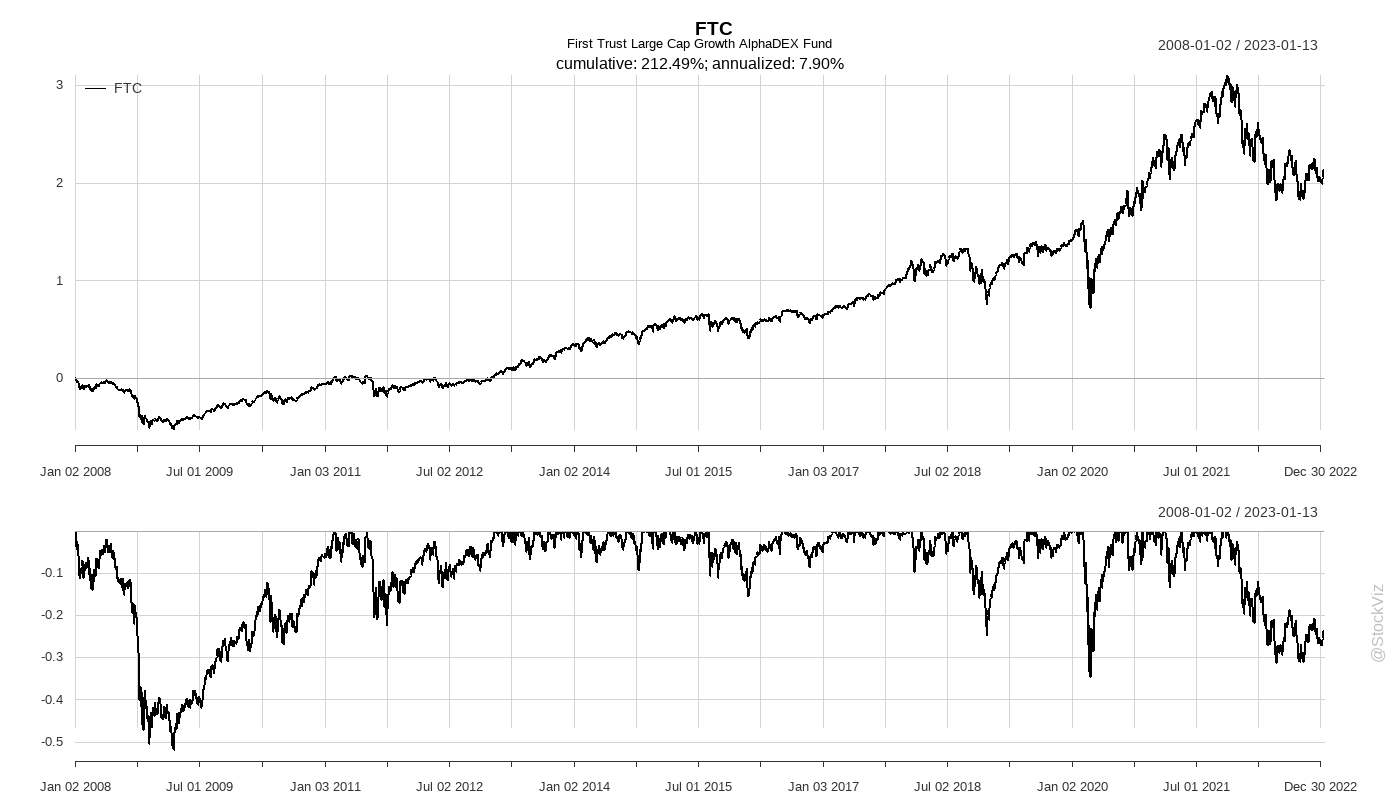 FTC
First Trust Large Cap Growth AlphaDEX Fund
cumulative: 212.49%; annualized: 7.90%
2008-01-02 / 2023-01-13
FTC
3
2
1
0
Jan 02 2008 Jul 01 2009 Jan 03 2011 Jul 02 2012 Jan 02 2014 Jul 01 2015 Jan 03 2017 Jul 02 2018 Jan 02 2020 Jul 01 2021 Dec 30 2022
2008-01-02 / 2023-01-13
-0.1
-0.2
-0.3
-0.4
-0.5
Jan 02 2008 Jul 01 2009 Jan 03 2011 Jul 02 2012 Jan 02 2014 Jul 01 2015 Jan 03 2017 Jul 02 2018 Jan 02 2020 Jul 01 2021 Dec 30 2022
@StockViz